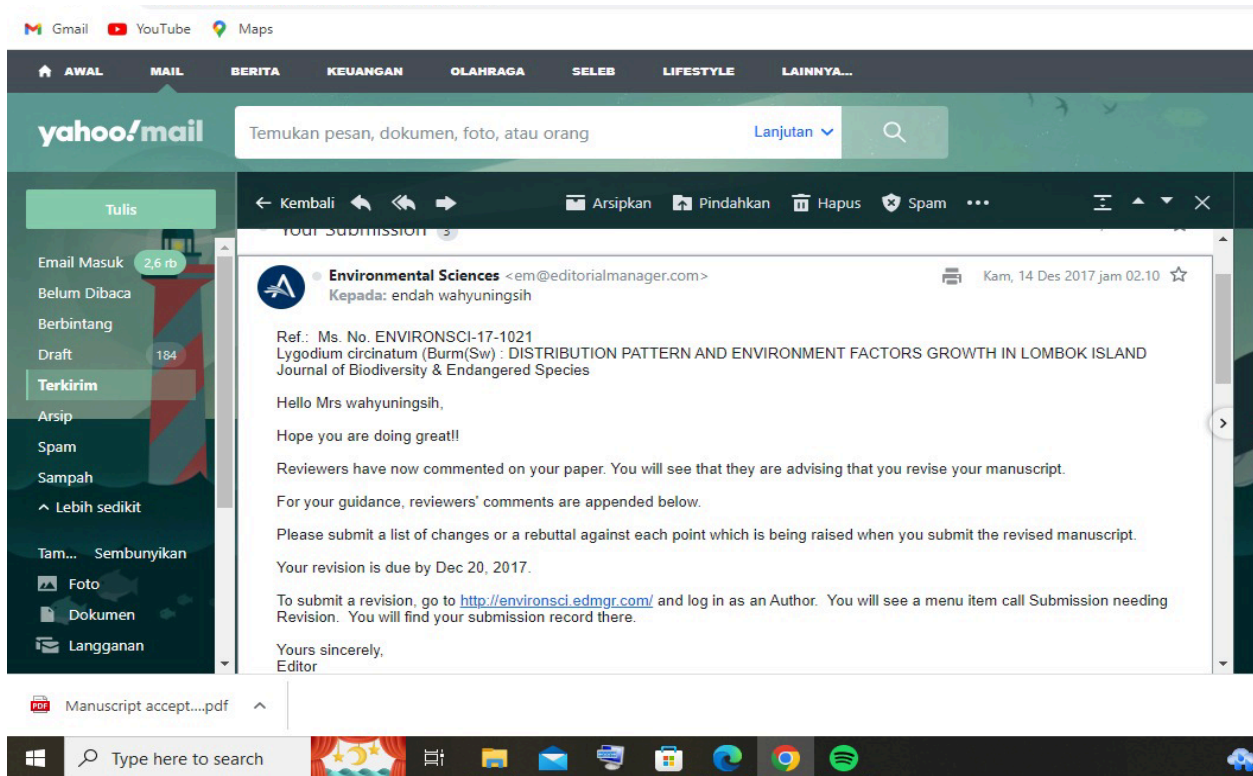 Gmail YouTube Maps
AWAL MAIL BERITA KEUANGAN OLAHRAGA SELEB LIFESTYLE LAINNYA...
yahoo!mail Temukan pesan, dokumen, foto, atau orang Lanjutan
Tulis Kembali Arsipkan Pindahkan Hapus Spam
Your Submission 3
Email Masuk 2,6 rb
Belum Dibaca
Berbintang
Draft 184
Terkirim
Arsip
Spam
Sampah
Lebih sedikit
Tam... Sembunyikan
Foto
Dokumen
Langganan
Environmental Sciences <em@editorialmanager.com> Kam, 14 Des 2017 jam 02.10
Kepada: endah wahyuningsih
Ref.: Ms. No. ENVIRONSCI-17-1021
Lygodium circinatum (Burm(Sw) : DISTRIBUTION PATTERN AND ENVIRONMENT FACTORS GROWTH IN LOMBOK ISLAND
Journal of Biodiversity & Endangered Species
Hello Mrs wahyuningsih,
Hope you are doing great!!
Reviewers have now commented on your paper. You will see that they are advising that you revise your manuscript.
For your guidance, reviewers' comments are appended below.
Please submit a list of changes or a rebuttal against each point which is being raised when you submit the revised manuscript.
Your revision is due by Dec 20, 2017.
To submit a revision, go to http://environsci.edmgr.com/ and log in as an Author. You will see a menu item call Submission needing
Revision. You will find your submission record there.
Yours sincerely,
Editor
PDF Manuscript accept....pdf
Type here to search